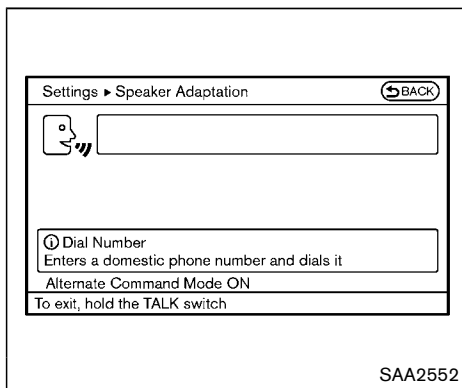 Settings ▸ Speaker Adaptation
BACK
ⓘ Dial Number
Enters a domestic phone number and dials it
Alternate Command Mode ON
To exit, hold the TALK switch
SAA2552